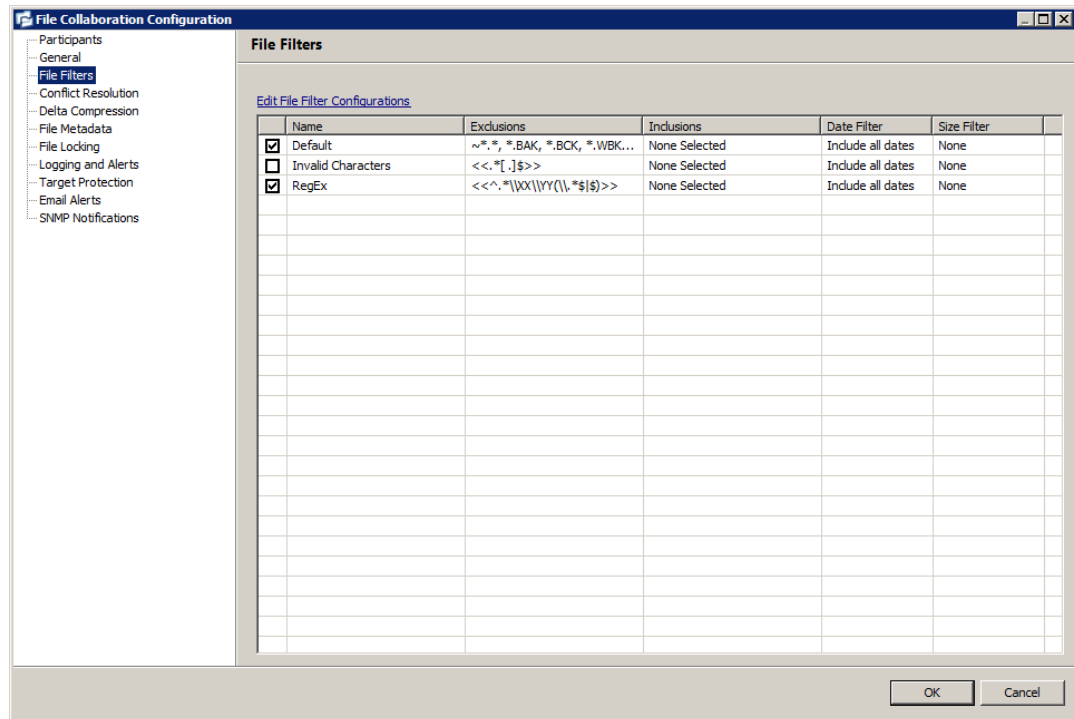 File Collaboration Configuration
Participants
General
File Filters
Conflict Resolution
Delta Compression
File Metadata
File Locking
Logging and Alerts
Target Protection
Email Alerts
SNMP Notifications
File Filters
Edit File Filter Configurations
Name Exclusions Inclusions Date Filter Size Filter
Default ~*.*, *.BAK, *.BCK, *.WBK... None Selected Include all dates None
Invalid Characters <<.*[ .]$>> None Selected Include all dates None
RegEx <<^.*\\XX\\YY(\\.*$|$)>> None Selected Include all dates None
OK Cancel